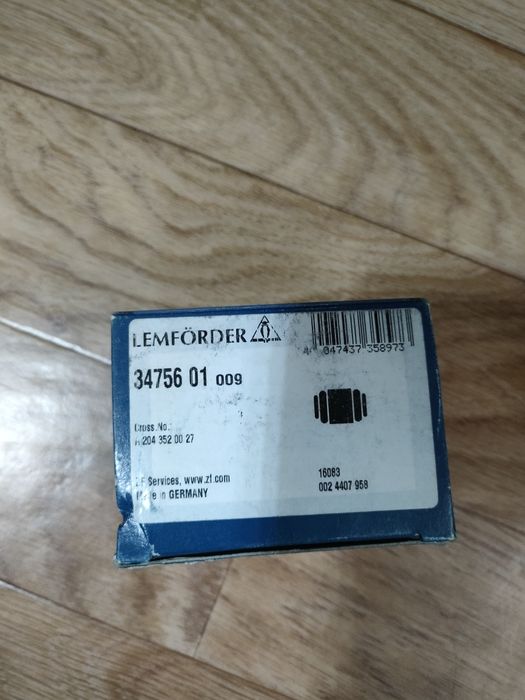 LEMFÖRDER
4 047437 358973
34756 01 009
Cross No.:
A 204 352 00 27
ZF Services, www.zf.com
Made in GERMANY
16083
002 4407 958